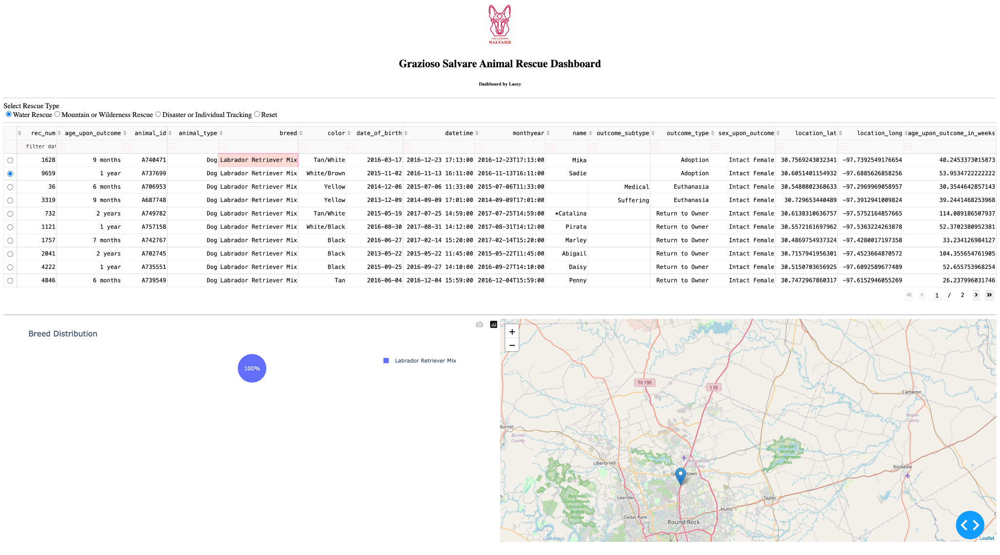 GRAZIOSO
SALVARE
Grazioso Salvare Animal Rescue Dashboard
Dashboard by Lacey
Select Rescue Type
Water Rescue Mountain or Wilderness Rescue Disaster or Individual Tracking Reset
rec_num age_upon_outcome animal_id animal_type breed color date_of_birth datetime monthyear name outcome_subtype outcome_type sex_upon_outcome location_lat location_long age_upon_outcome_in_weeks
Aa filter dat Aa Aa Aa Aa Aa Aa Aa Aa Aa Aa Aa Aa Aa Aa Aa
1628 9 months A740471 Dog Labrador Retriever Mix Tan/White 2016-03-17 2016-12-23 17:13:00 2016-12-23T17:13:00 Mika Adoption Intact Female 30.7569243032341 -97.7392549176654 40.2453373015873
9659 1 year A737699 Dog Labrador Retriever Mix White/Brown 2015-11-02 2016-11-13 16:11:00 2016-11-13T16:11:00 Sadie Adoption Intact Female 30.6051401154932 -97.6885626858256 53.9534722222222
36 6 months A706953 Dog Labrador Retriever Mix Yellow 2014-12-06 2015-07-06 11:33:00 2015-07-06T11:33:00 Medical Euthanasia Intact Female 30.5480802368633 -97.2969969058957 30.3544642857143
3319 9 months A687748 Dog Labrador Retriever Mix Yellow 2013-12-09 2014-09-09 17:01:00 2014-09-09T17:01:00 Suffering Euthanasia Intact Female 30.729653440489 -97.3912941009824 39.2441468253968
732 2 years A749782 Dog Labrador Retriever Mix Tan/White 2015-05-19 2017-07-25 14:59:00 2017-07-25T14:59:00 *Catalina Return to Owner Intact Female 30.6138310636757 -97.5752164857665 114.089186507937
1121 1 year A757158 Dog Labrador Retriever Mix White/Black 2016-08-30 2017-08-31 14:12:00 2017-08-31T14:12:00 Pirata Return to Owner Intact Female 30.5572161697962 -97.5363224263878 52.3702380952381
1757 7 months A742767 Dog Labrador Retriever Mix Black 2016-06-27 2017-02-14 15:20:00 2017-02-14T15:20:00 Marley Return to Owner Intact Female 30.4869754937324 -97.4280017197358 33.234126984127
2041 2 years A702745 Dog Labrador Retriever Mix Black 2013-05-22 2015-05-22 11:45:00 2015-05-22T11:45:00 Abigail Return to Owner Intact Female 30.7157941956301 -97.4523664870572 104.355654761905
4222 1 year A735551 Dog Labrador Retriever Mix Black 2015-09-25 2016-09-27 14:10:00 2016-09-27T14:10:00 Daisy Return to Owner Intact Female 30.5150703656925 -97.6092589677489 52.655753968254
4846 6 months A739549 Dog Labrador Retriever Mix Tan 2016-06-04 2016-12-04 15:59:00 2016-12-04T15:59:00 Penny Return to Owner Intact Female 30.7472967860317 -97.6152946055269 26.237996031746
1 / 2
Breed Distribution
100%
Labrador Retriever Mix
+
−
TX 195
I 35
Cameron
Milam
County
Burnet
Burnet
County
Granger
Wildlife
Management
Area
Liberty Hill
Williamson
County
Rockdale
Balcones
Canyonlands
National
Wildlife
Refuge
Leander
Taylor
Hutto
Cedar Park
Round Rock
Lake Travis
Leaflet